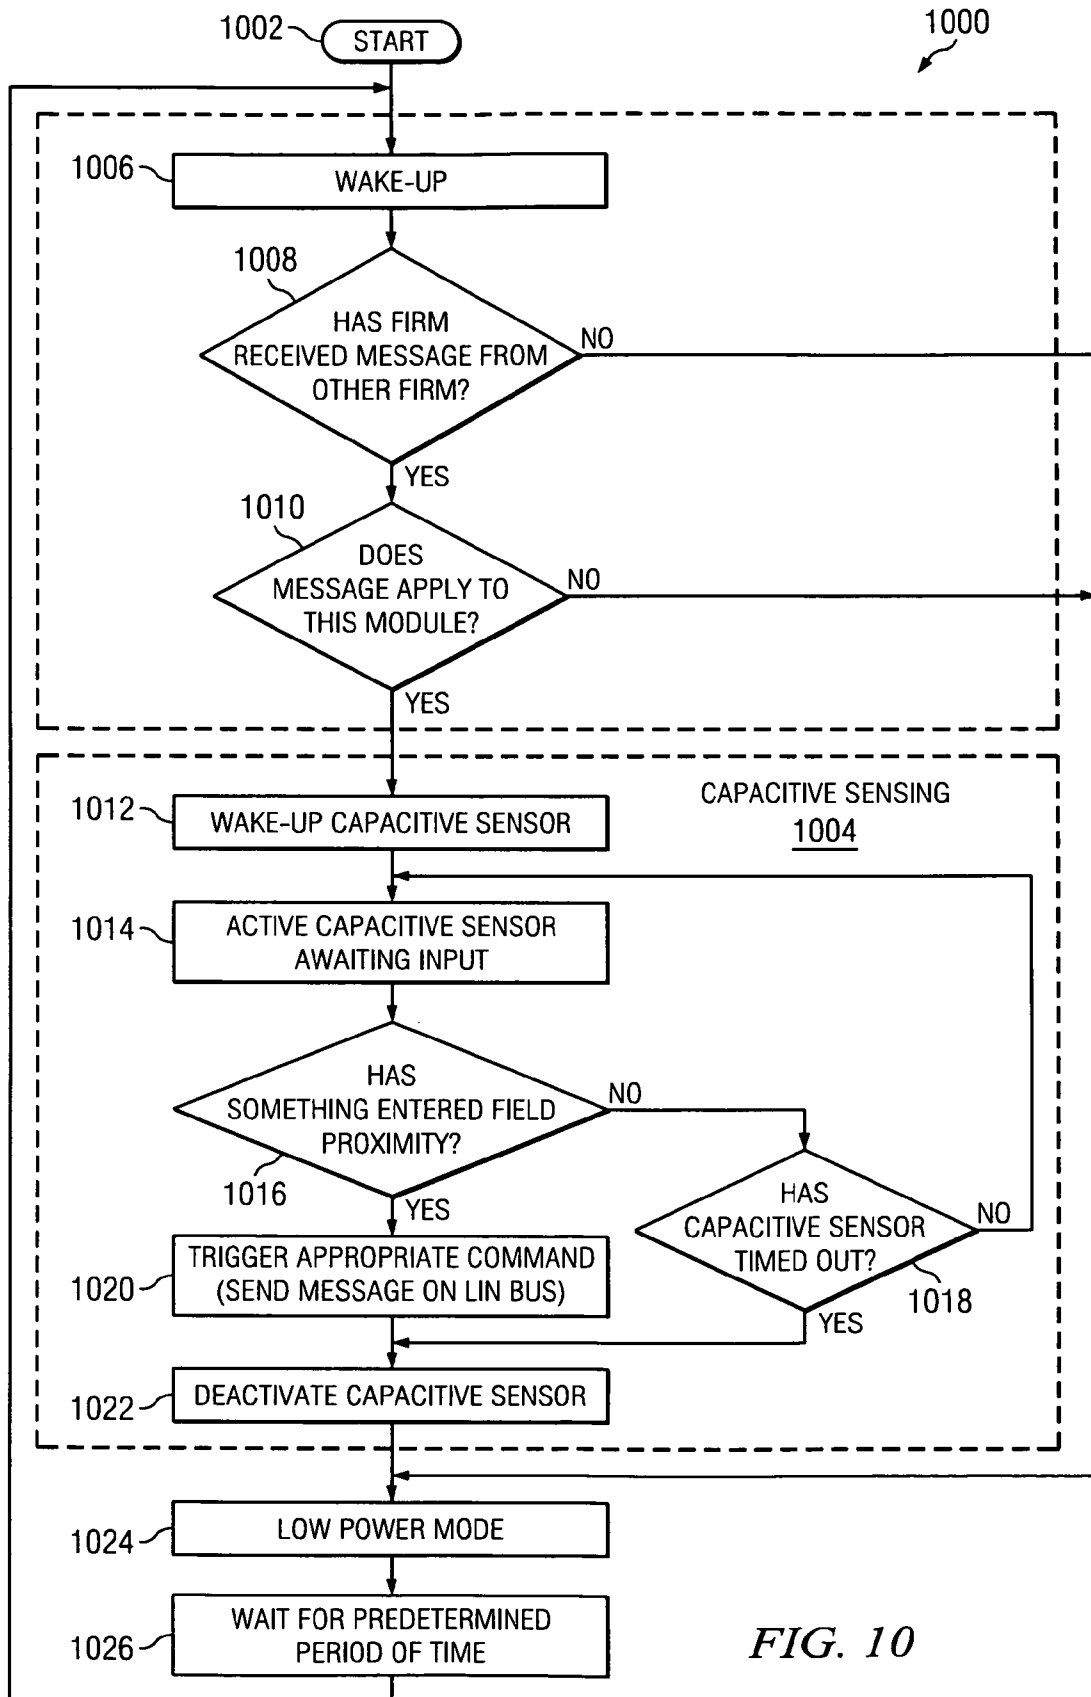 1002
START
1000
1006
WAKE-UP
1008
HAS FIRM
RECEIVED MESSAGE FROM
OTHER FIRM?
NO
YES
1010
DOES
MESSAGE APPLY TO
THIS MODULE?
NO
YES
CAPACITIVE SENSING
1004
1012
WAKE-UP CAPACITIVE SENSOR
1014
ACTIVE CAPACITIVE SENSOR
AWAITING INPUT
HAS
SOMETHING ENTERED FIELD
PROXIMITY?
NO
1016
YES
HAS
CAPACITIVE SENSOR
TIMED OUT?
NO
1018
YES
1020
TRIGGER APPROPRIATE COMMAND
(SEND MESSAGE ON LIN BUS)
1022
DEACTIVATE CAPACITIVE SENSOR
1024
LOW POWER MODE
1026
WAIT FOR PREDETERMINED
PERIOD OF TIME
FIG. 10